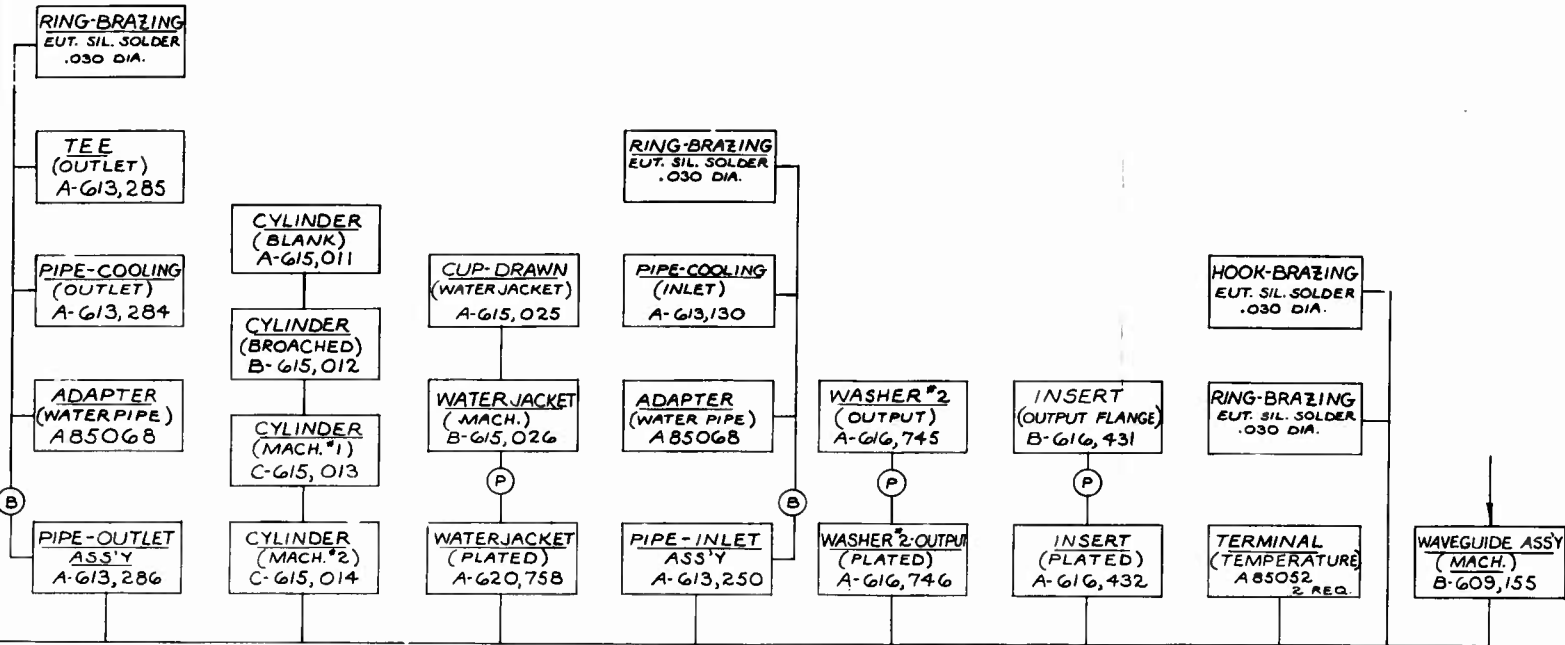 RING-BRAZING
EUT. SIL. SOLDER
.030 DIA.
TEE
(OUTLET)
A-613,285
PIPE-COOLING
(OUTLET)
A-613,284
ADAPTER
(WATER PIPE)
A85068
B
PIPE-OUTLET
ASS'Y
A-613,286
CYLINDER
(BLANK)
A-615,011
CYLINDER
(BROACHED)
B-615,012
CYLINDER
(MACH.#1)
C-615,013
CYLINDER
(MACH.#2)
C-615,014
CUP-DRAWN
(WATERJACKET)
A-615,025
WATERJACKET
(MACH.)
B-615,026
P
WATERJACKET
(PLATED)
A-620,758
RING-BRAZING
EUT. SIL. SOLDER
.030 DIA.
PIPE-COOLING
(INLET)
A-613,130
ADAPTER
(WATER PIPE)
A85068
B
PIPE-INLET
ASS'Y
A-613,250
WASHER #2
(OUTPUT)
A-616,745
P
WASHER #2-OUTPUT
(PLATED)
A-616,746
INSERT
(OUTPUT FLANGE)
B-616,431
P
INSERT
(PLATED)
A-616,432
HOOK-BRAZING
EUT. SIL. SOLDER
.030 DIA.
RING-BRAZING
EUT. SIL. SOLDER
.030 DIA.
TERMINAL
(TEMPERATURE)
A85052
2 REQ.
WAVEGUIDE ASS'Y
(MACH.)
B-609,155